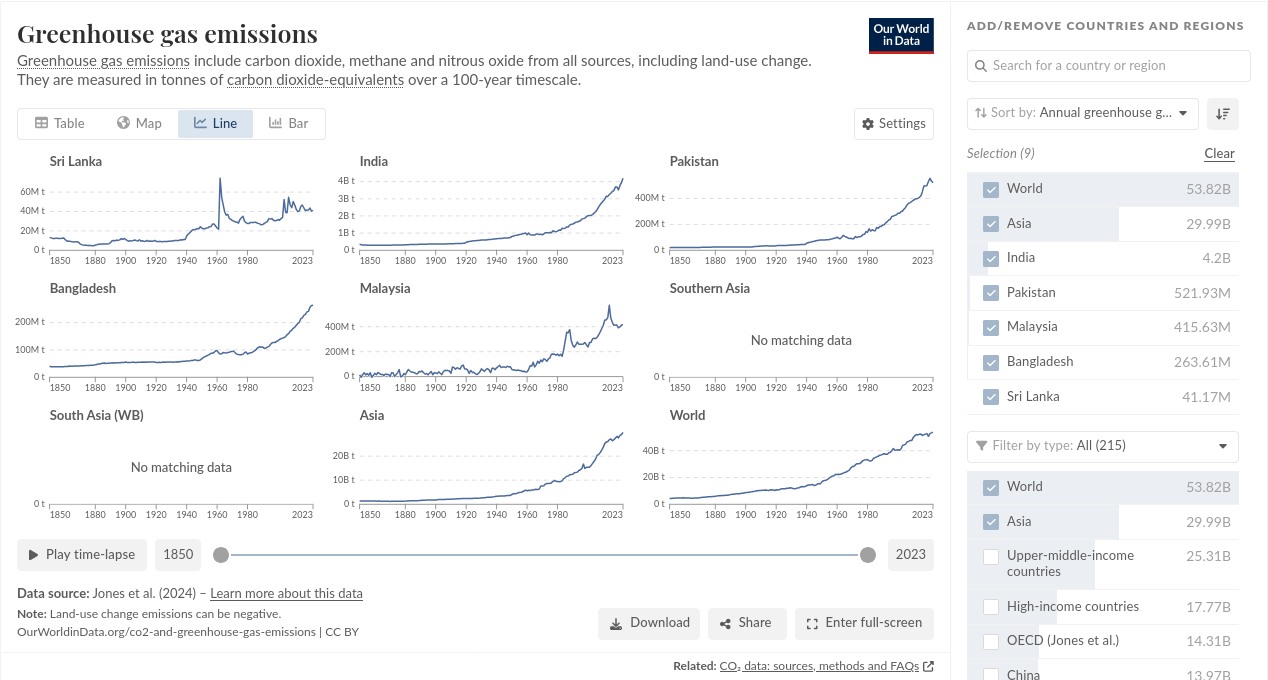 Greenhouse gas emissions
Our World
in Data
Greenhouse gas emissions include carbon dioxide, methane and nitrous oxide from all sources, including land-use change.
They are measured in tonnes of carbon dioxide-equivalents over a 100-year timescale.
Table Map Line Bar
Settings
Sri Lanka
60M t
40M t
20M t
0 t
1850 1880 1900 1920 1940 1960 1980 2023
India
4B t
3B t
2B t
1B t
0 t
1850 1880 1900 1920 1940 1960 1980 2023
Pakistan
400M t
200M t
0 t
1850 1880 1900 1920 1940 1960 1980 2023
Bangladesh
200M t
100M t
0 t
1850 1880 1900 1920 1940 1960 1980 2023
Malaysia
400M t
200M t
0 t
1850 1880 1900 1920 1940 1960 1980 2023
Southern Asia
No matching data
0 t
1850 1880 1900 1920 1940 1960 1980 2023
South Asia (WB)
No matching data
0 t
1850 1880 1900 1920 1940 1960 1980 2023
Asia
20B t
10B t
0 t
1850 1880 1900 1920 1940 1960 1980 2023
World
40B t
20B t
0 t
1850 1880 1900 1920 1940 1960 1980 2023
Play time-lapse 1850 2023
Data source: Jones et al. (2024) – Learn more about this data
Note: Land-use change emissions can be negative.
OurWorldinData.org/co2-and-greenhouse-gas-emissions | CC BY
Download Share Enter full-screen
Related: CO₂ data: sources, methods and FAQs
ADD/REMOVE COUNTRIES AND REGIONS
Search for a country or region
Sort by: Annual greenhouse g...
Selection (9) Clear
World 53.82B
Asia 29.99B
India 4.2B
Pakistan 521.93M
Malaysia 415.63M
Bangladesh 263.61M
Sri Lanka 41.17M
Filter by type: All (215)
World 53.82B
Asia 29.99B
Upper-middle-income 25.31B
countries
High-income countries 17.77B
OECD (Jones et al.) 14.31B
China 13.97B